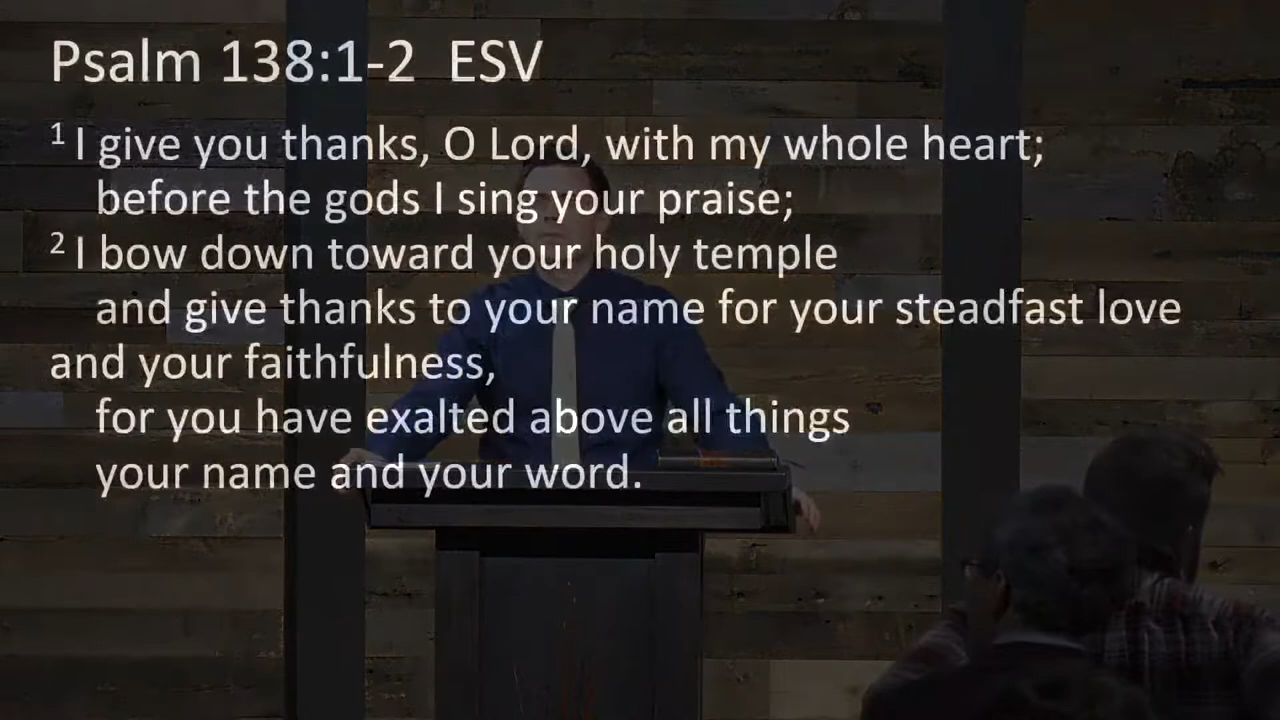 Psalm 138:1-2 ESV
1 I give you thanks, O Lord, with my whole heart;
before the gods I sing your praise;
2 I bow down toward your holy temple
and give thanks to your name for your steadfast love
and your faithfulness,
for you have exalted above all things
your name and your word.